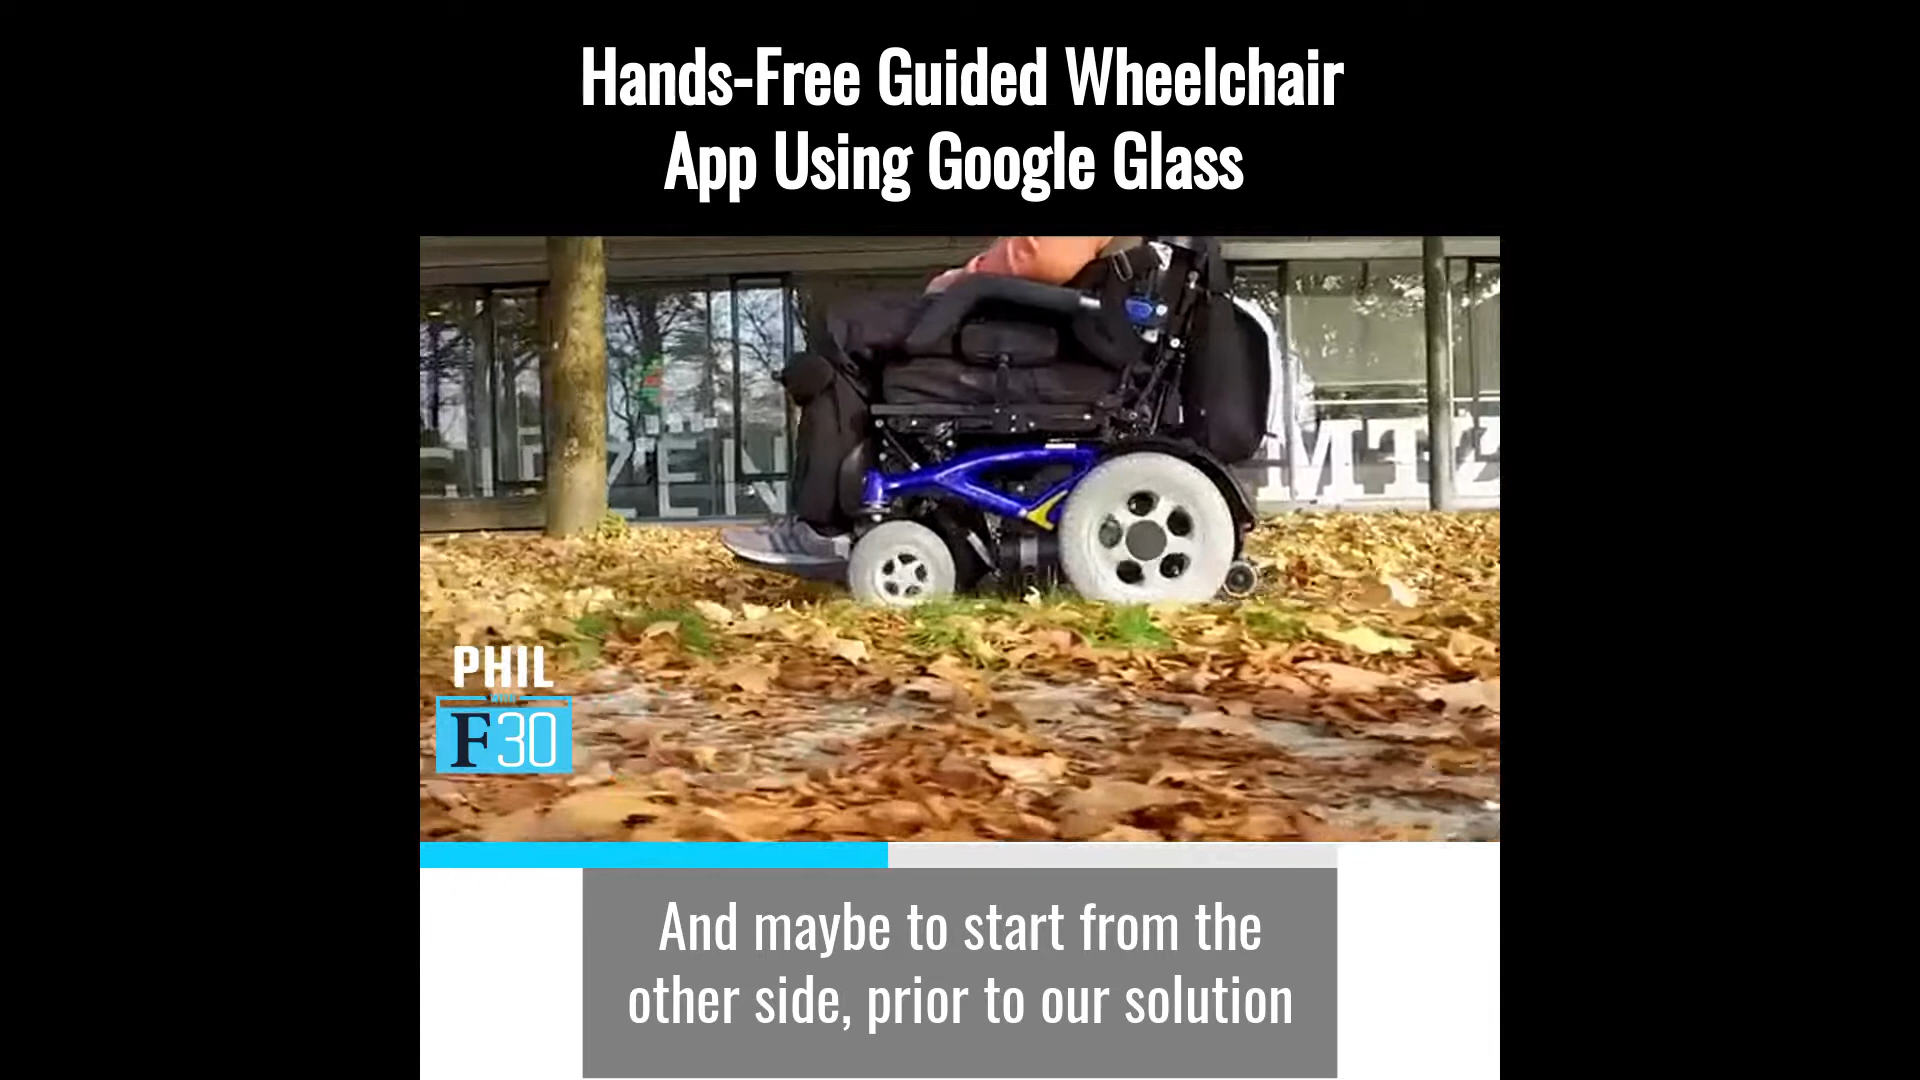 Hands-Free Guided Wheelchair
App Using Google Glass
PHIL
WITH
F30
And maybe to start from the
other side, prior to our solution